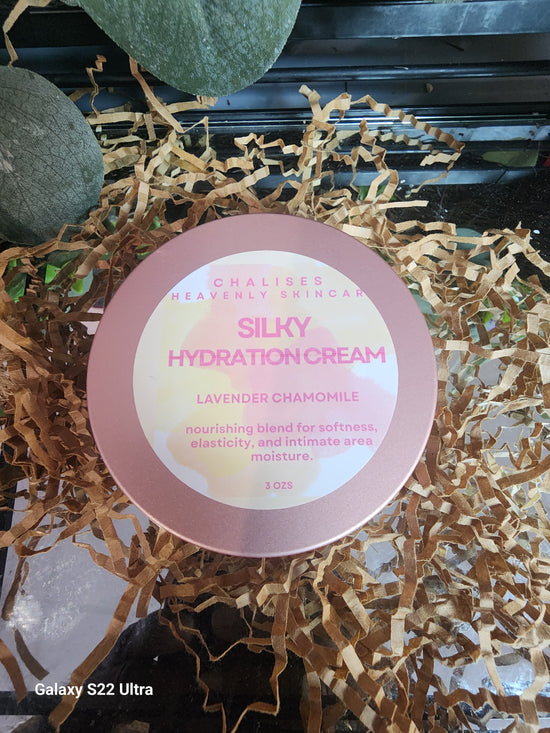 CHALISES
HEAVENLY SKINCAR
SILKY
HYDRATION CREAM
LAVENDER CHAMOMILE
nourishing blend for softness,
elasticity, and intimate area
moisture.
3 OZS
Galaxy S22 Ultra